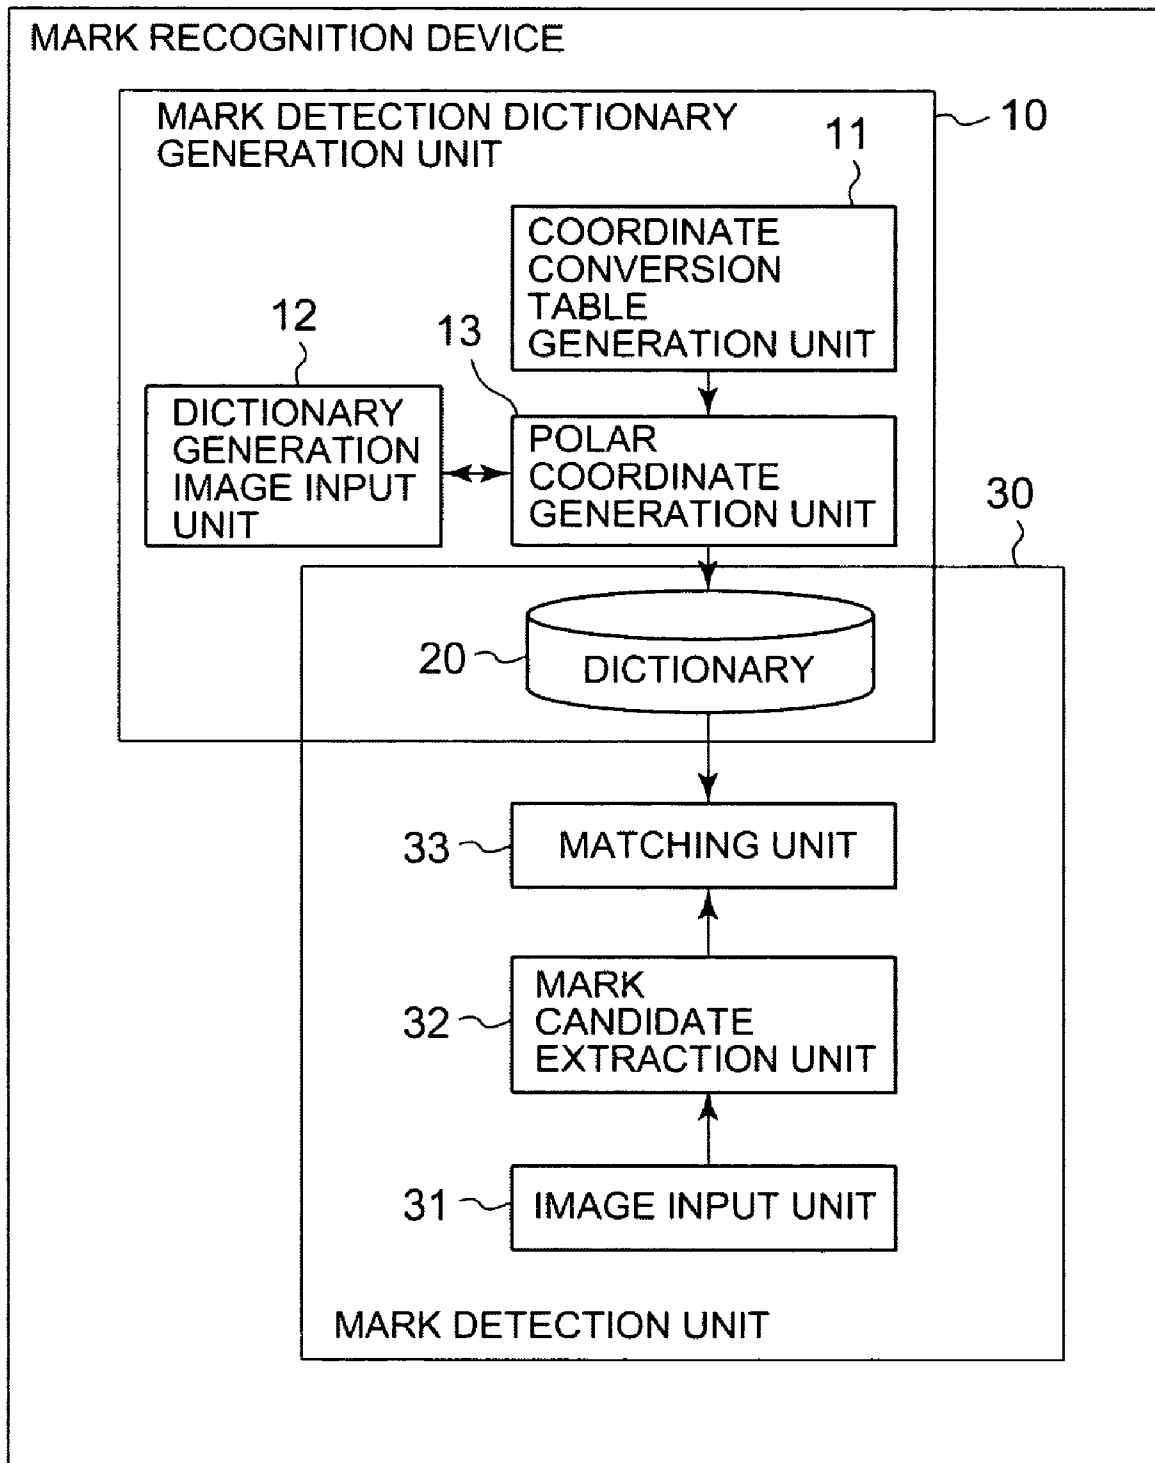 MARK RECOGNITION DEVICE
MARK DETECTION DICTIONARY
GENERATION UNIT
10
11
COORDINATE
CONVERSION
TABLE
GENERATION UNIT
12
13
DICTIONARY
GENERATION
IMAGE INPUT
UNIT
POLAR
COORDINATE
GENERATION UNIT
30
20
DICTIONARY
33
MATCHING UNIT
32
MARK
CANDIDATE
EXTRACTION UNIT
31
IMAGE INPUT UNIT
MARK DETECTION UNIT